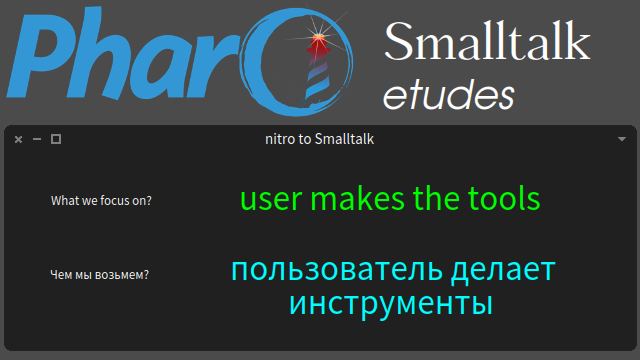 Pharo
Smalltalk
etudes
nitro to Smalltalk
What we focus on?
user makes the tools
Чем мы возьмем?
пользователь делает
инструменты